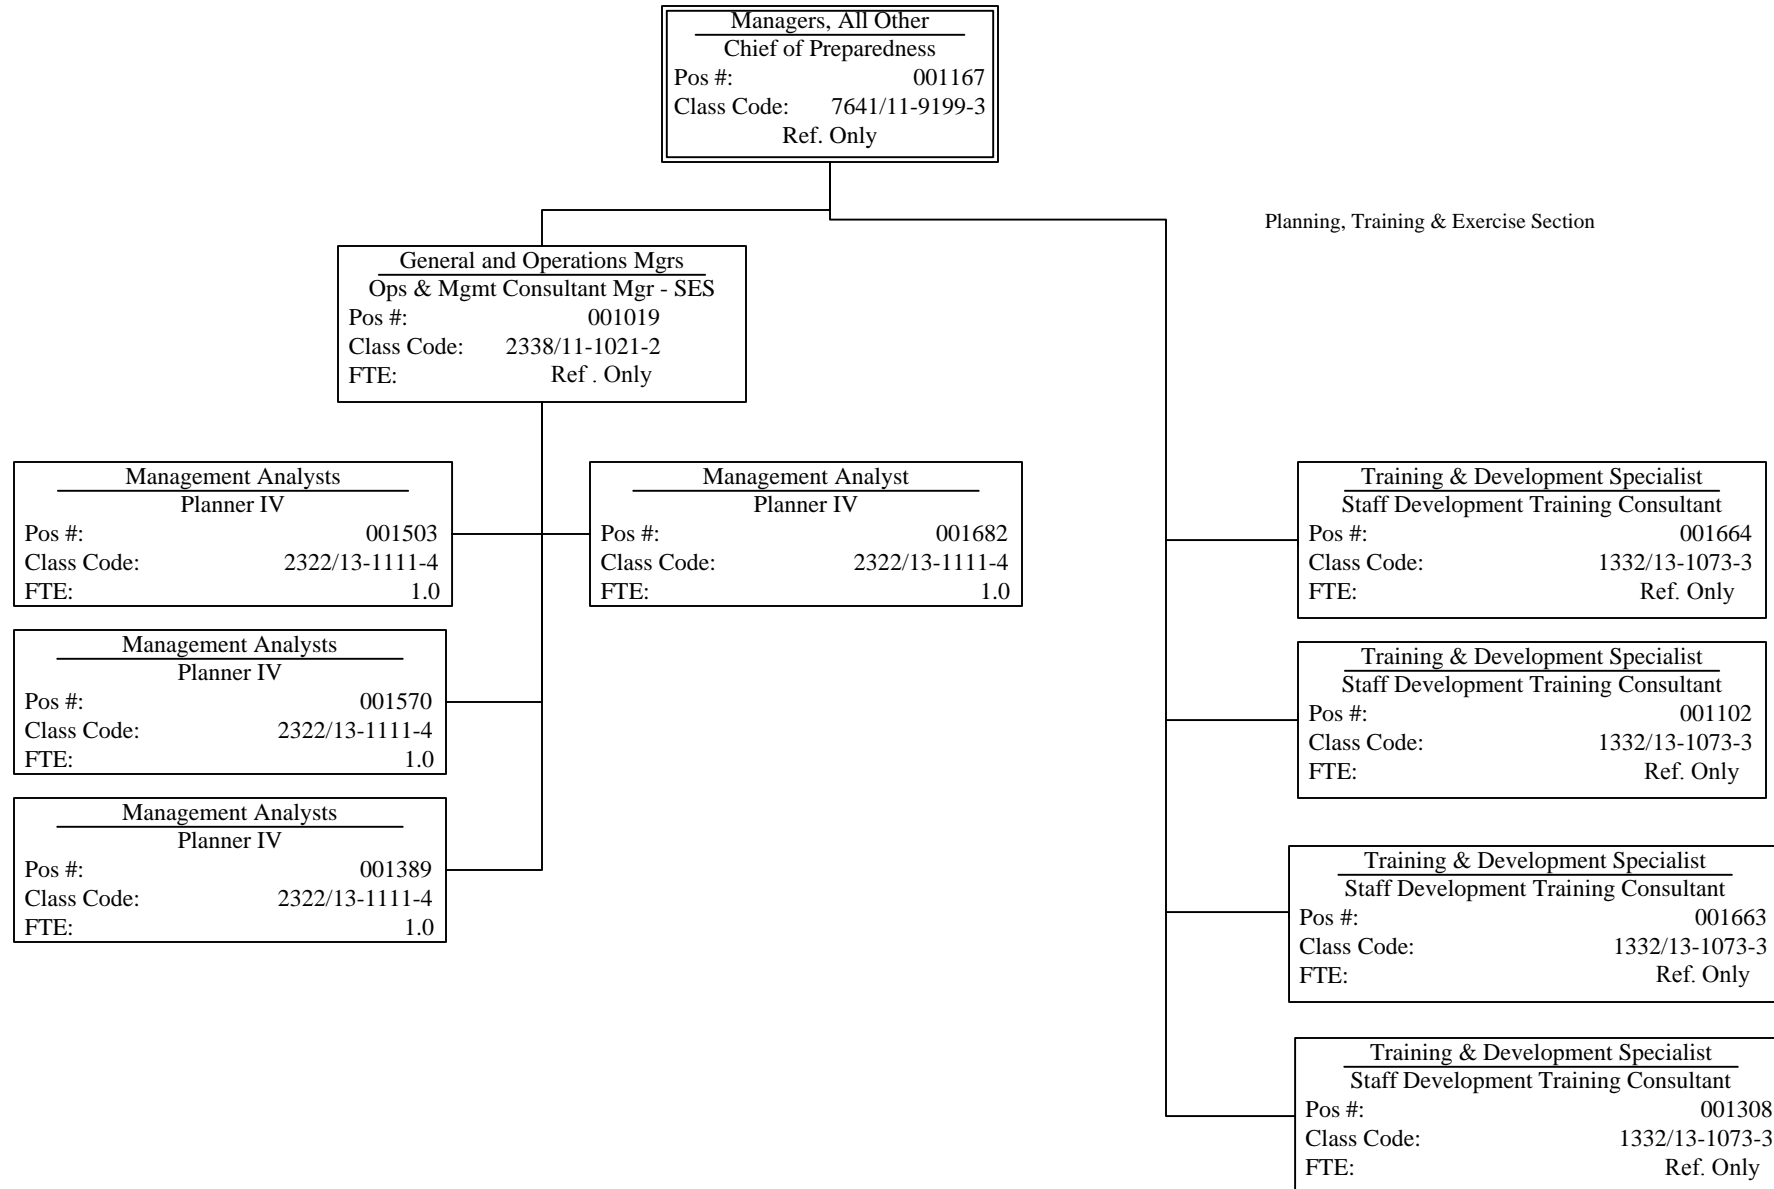 Managers, All Other
Chief of Preparedness
Pos #: 001167
Class Code: 7641/11-9199-3
Ref. Only
Planning, Training & Exercise Section
General and Operations Mgrs
Ops & Mgmt Consultant Mgr - SES
Pos #: 001019
Class Code: 2338/11-1021-2
FTE: Ref . Only
Management Analysts
Planner IV
Pos #: 001503
Class Code: 2322/13-1111-4
FTE: 1.0
Management Analyst
Planner IV
Pos #: 001682
Class Code: 2322/13-1111-4
FTE: 1.0
Management Analysts
Planner IV
Pos #: 001570
Class Code: 2322/13-1111-4
FTE: 1.0
Management Analysts
Planner IV
Pos #: 001389
Class Code: 2322/13-1111-4
FTE: 1.0
Training & Development Specialist
Staff Development Training Consultant
Pos #: 001664
Class Code: 1332/13-1073-3
FTE: Ref. Only
Training & Development Specialist
Staff Development Training Consultant
Pos #: 001102
Class Code: 1332/13-1073-3
FTE: Ref. Only
Training & Development Specialist
Staff Development Training Consultant
Pos #: 001663
Class Code: 1332/13-1073-3
FTE: Ref. Only
Training & Development Specialist
Staff Development Training Consultant
Pos #: 001308
Class Code: 1332/13-1073-3
FTE: Ref. Only